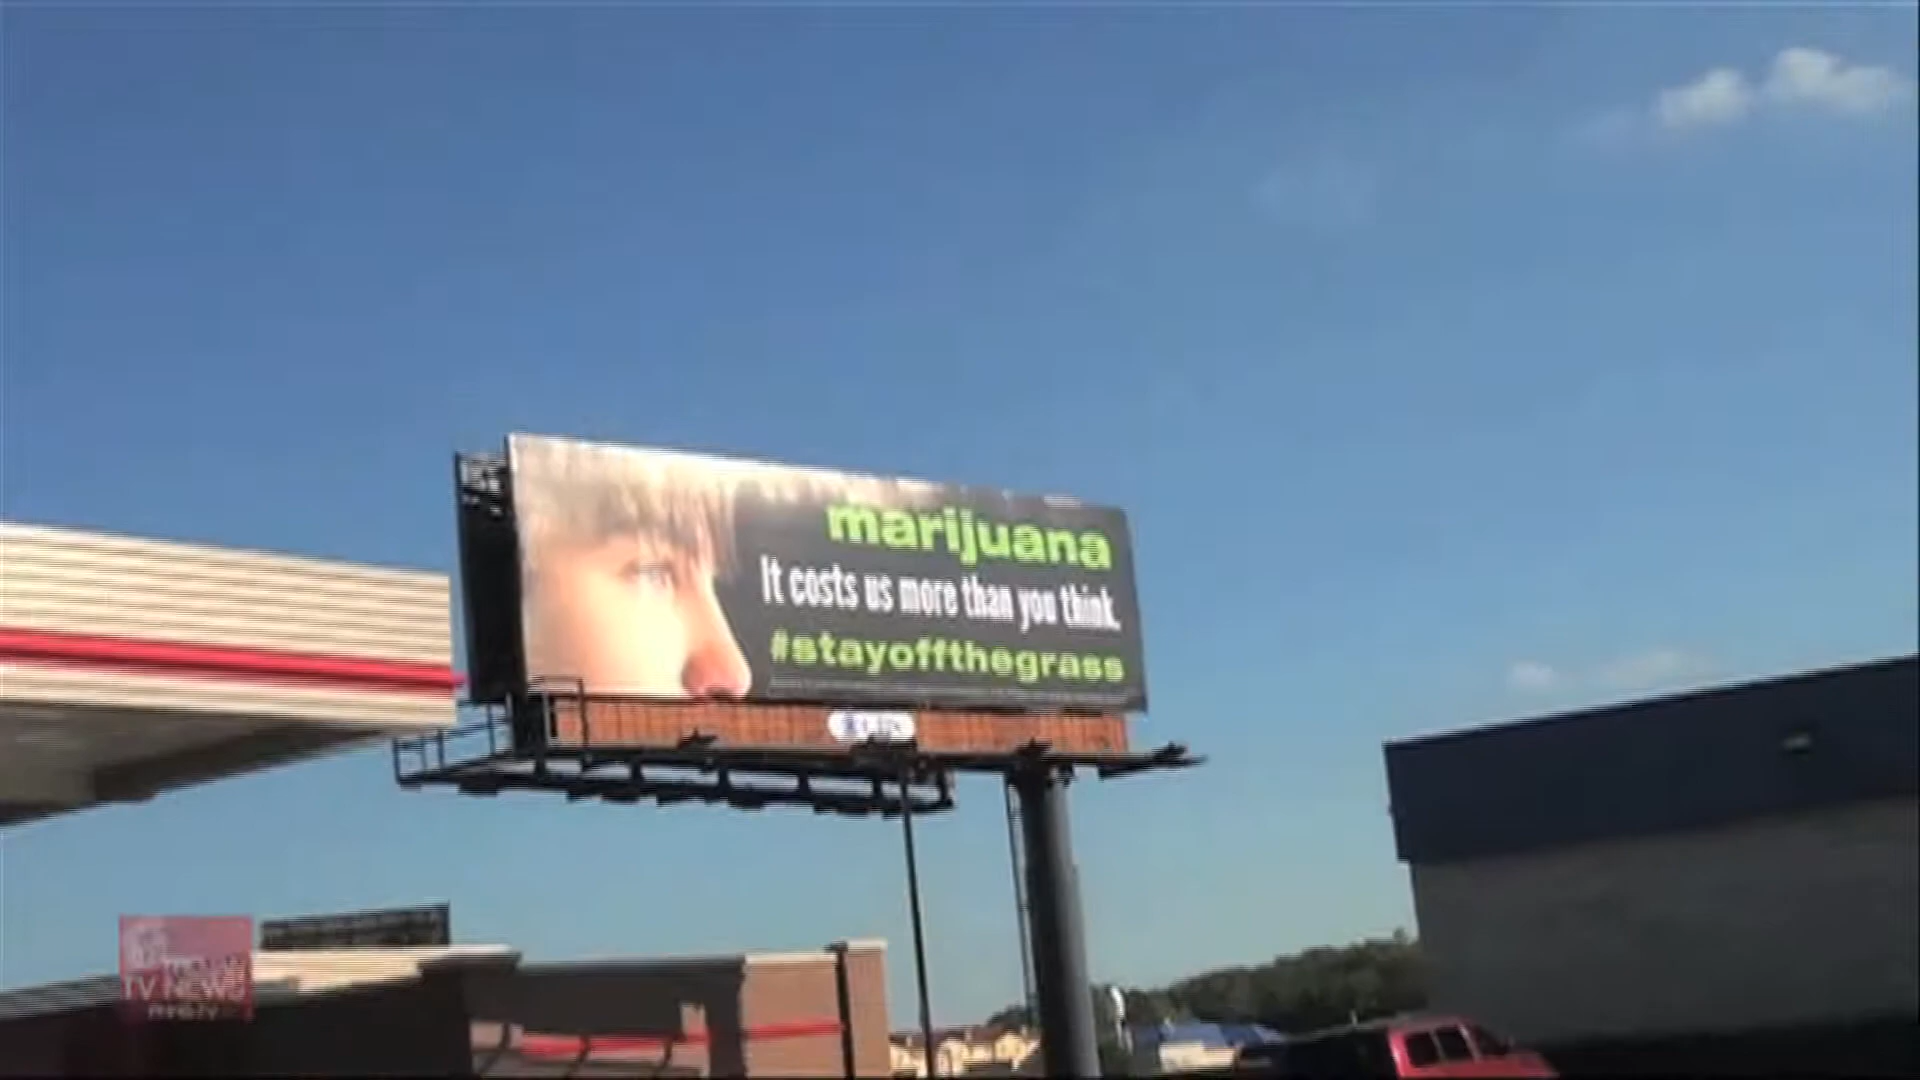 marijuana
It costs us more than you think.
#stayoffthegrass
TV NEWS